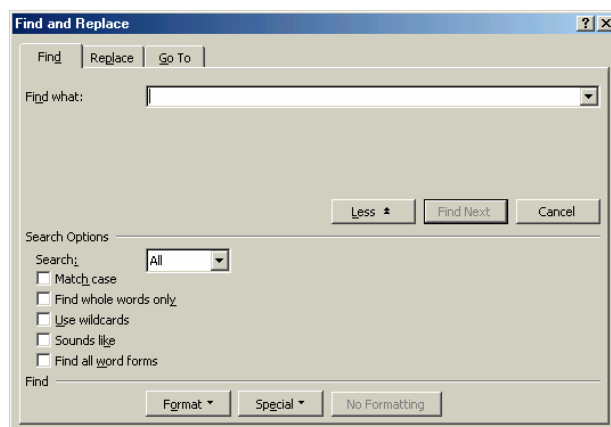 Find and Replace
Find Replace Go To
Find what:
Less Find Next Cancel
Search Options
Search: All
Match case
Find whole words only
Use wildcards
Sounds like
Find all word forms
Find
Format Special No Formatting